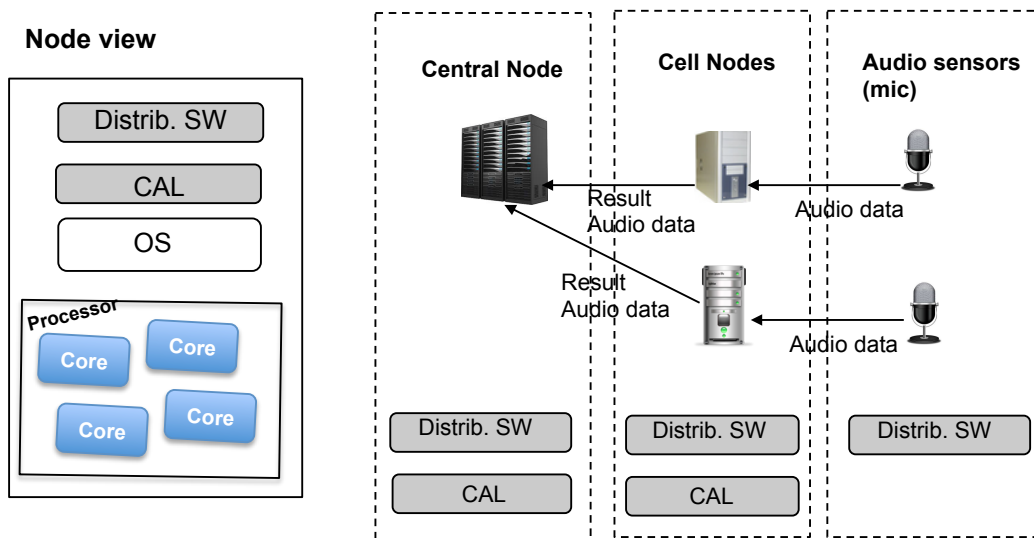 Node view
Distrib. SW
CAL
OS
Processor
Core
Core
Core
Core
Central Node
Cell Nodes
Audio sensors
(mic)
Result
Audio data
Audio data
Result
Audio data
Audio data
Distrib. SW
CAL
Distrib. SW
CAL
Distrib. SW